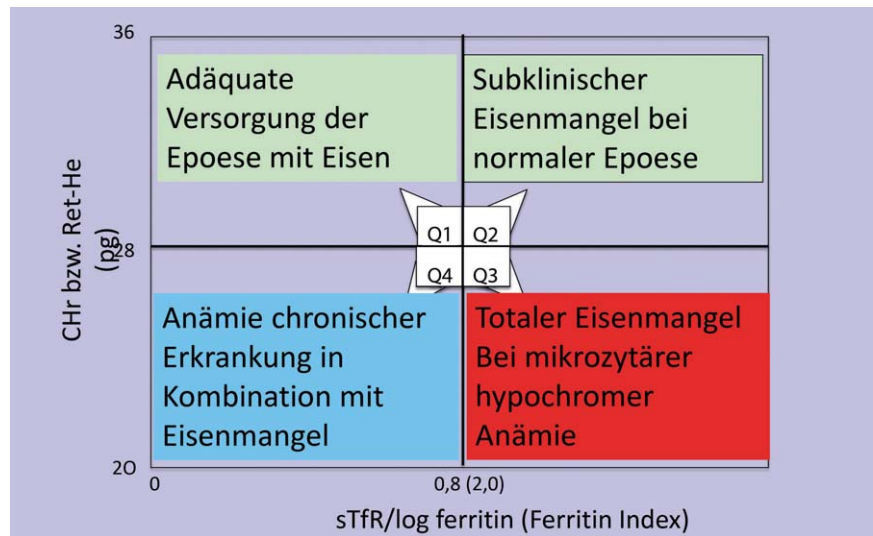 36
Adäquate
Versorgung der
Epoese mit Eisen
Subklinischer
Eisenmangel bei
normaler Epoese
CHr bzw. Ret-He
(pg)
Q1 Q2
28
Q4 Q3
Anämie chronischer
Erkrankung in
Kombination mit
Eisenmangel
Totaler Eisenmangel
Bei mikrozytärer
hypochromer
Anämie
20
0
0,8 (2,0)
sTfR/log ferritin (Ferritin Index)